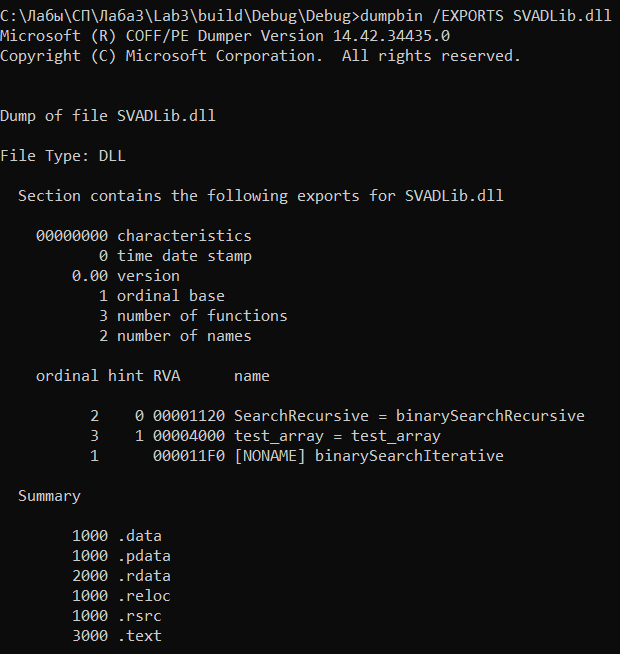 C:\Лабы\СП\Лаба3\Lab3\build\Debug\Debug>dumpbin /EXPORTS SVADLib.dll
Microsoft (R) COFF/PE Dumper Version 14.42.34435.0
Copyright (C) Microsoft Corporation.  All rights reserved.


Dump of file SVADLib.dll

File Type: DLL

  Section contains the following exports for SVADLib.dll

    00000000 characteristics
           0 time date stamp
        0.00 version
           1 ordinal base
           3 number of functions
           2 number of names

    ordinal hint RVA      name

          2    0 00001120 SearchRecursive = binarySearchRecursive
          3    1 00004000 test_array = test_array
          1      000011F0 [NONAME] binarySearchIterative

  Summary

        1000 .data
        1000 .pdata
        2000 .rdata
        1000 .reloc
        1000 .rsrc
        3000 .text